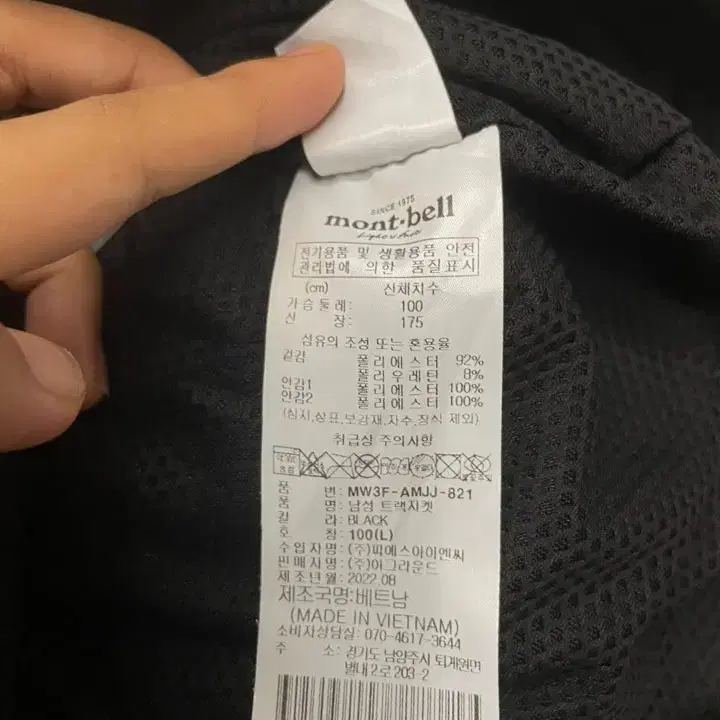 SINCE 1975
mont·bell
전기용품 및 생활용품 안전
관리법에 의한 품질표시
(cm) 신체치수
가슴둘레: 100
신 장: 175
섬유의 조성 또는 혼용율
겉감 폴리에스터 92%
폴리우레탄 8%
안감1 폴리에스터 100%
안감2 폴리에스터 100%
(심지,상표,보강재,자수,장식 제외)
취급상 주의사항
품 번: MW3F-AMJJ-821
품 명: 남성 트랙자켓
컬 러: BLACK
호 칭: 100(L)
수입자명: (주)피에스아이엔씨
판매자명: (주)어그라운드
제조년월: 2022.08
제조국명:베트남
(MADE IN VIETNAM)
소비자상담실: 070-4617-3644
주 소: 경기도 남양주시 퇴계원면
별내2로 203-2